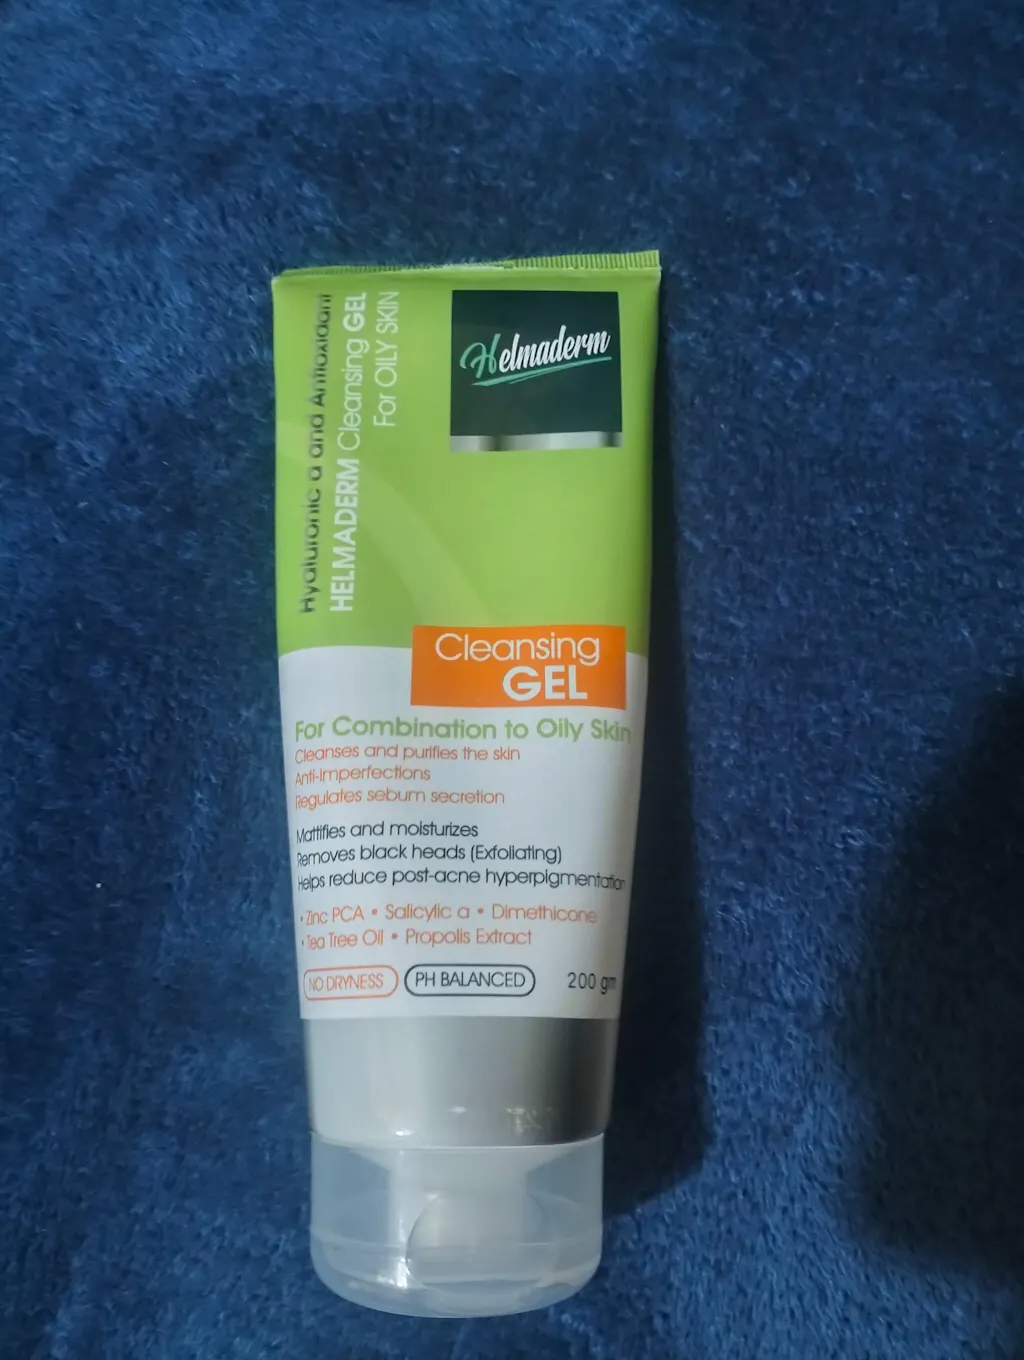 Hyaluronic a and Antioxidant
HELMADERM Cleansing GEL
For OILY SKIN
Helmaderm
Cleansing
GEL
For Combination to Oily Skin
Cleanses and purifies the skin
Anti-Imperfections
Regulates sebum secretion
Mattifies and moisturizes
Removes black heads (Exfoliating)
Helps reduce post-acne hyperpigmentation
• Zinc PCA • Salicylic a • Dimethicone
• Tea Tree Oil • Propolis Extract
NO DRYNESS PH BALANCED 200 gm